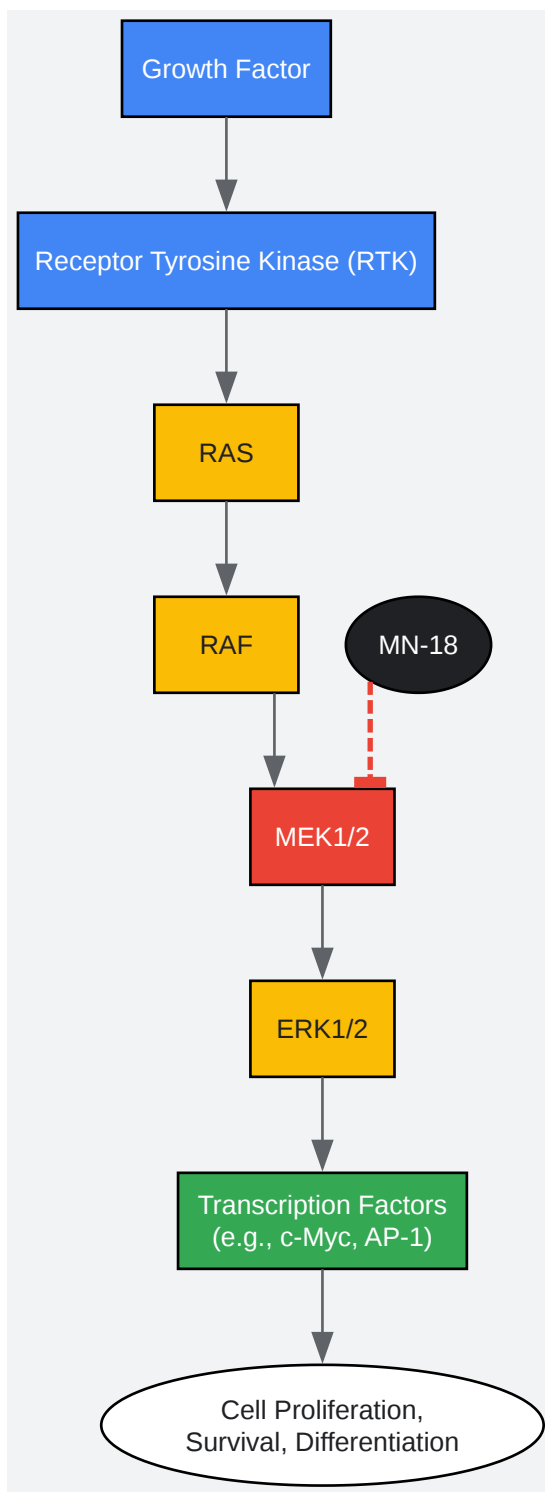 Growth Factor
Receptor Tyrosine Kinase (RTK)
RAS
RAF
MN-18
MEK1/2
ERK1/2
Transcription Factors
(e.g., c-Myc, AP-1)
Cell Proliferation,
Survival, Differentiation